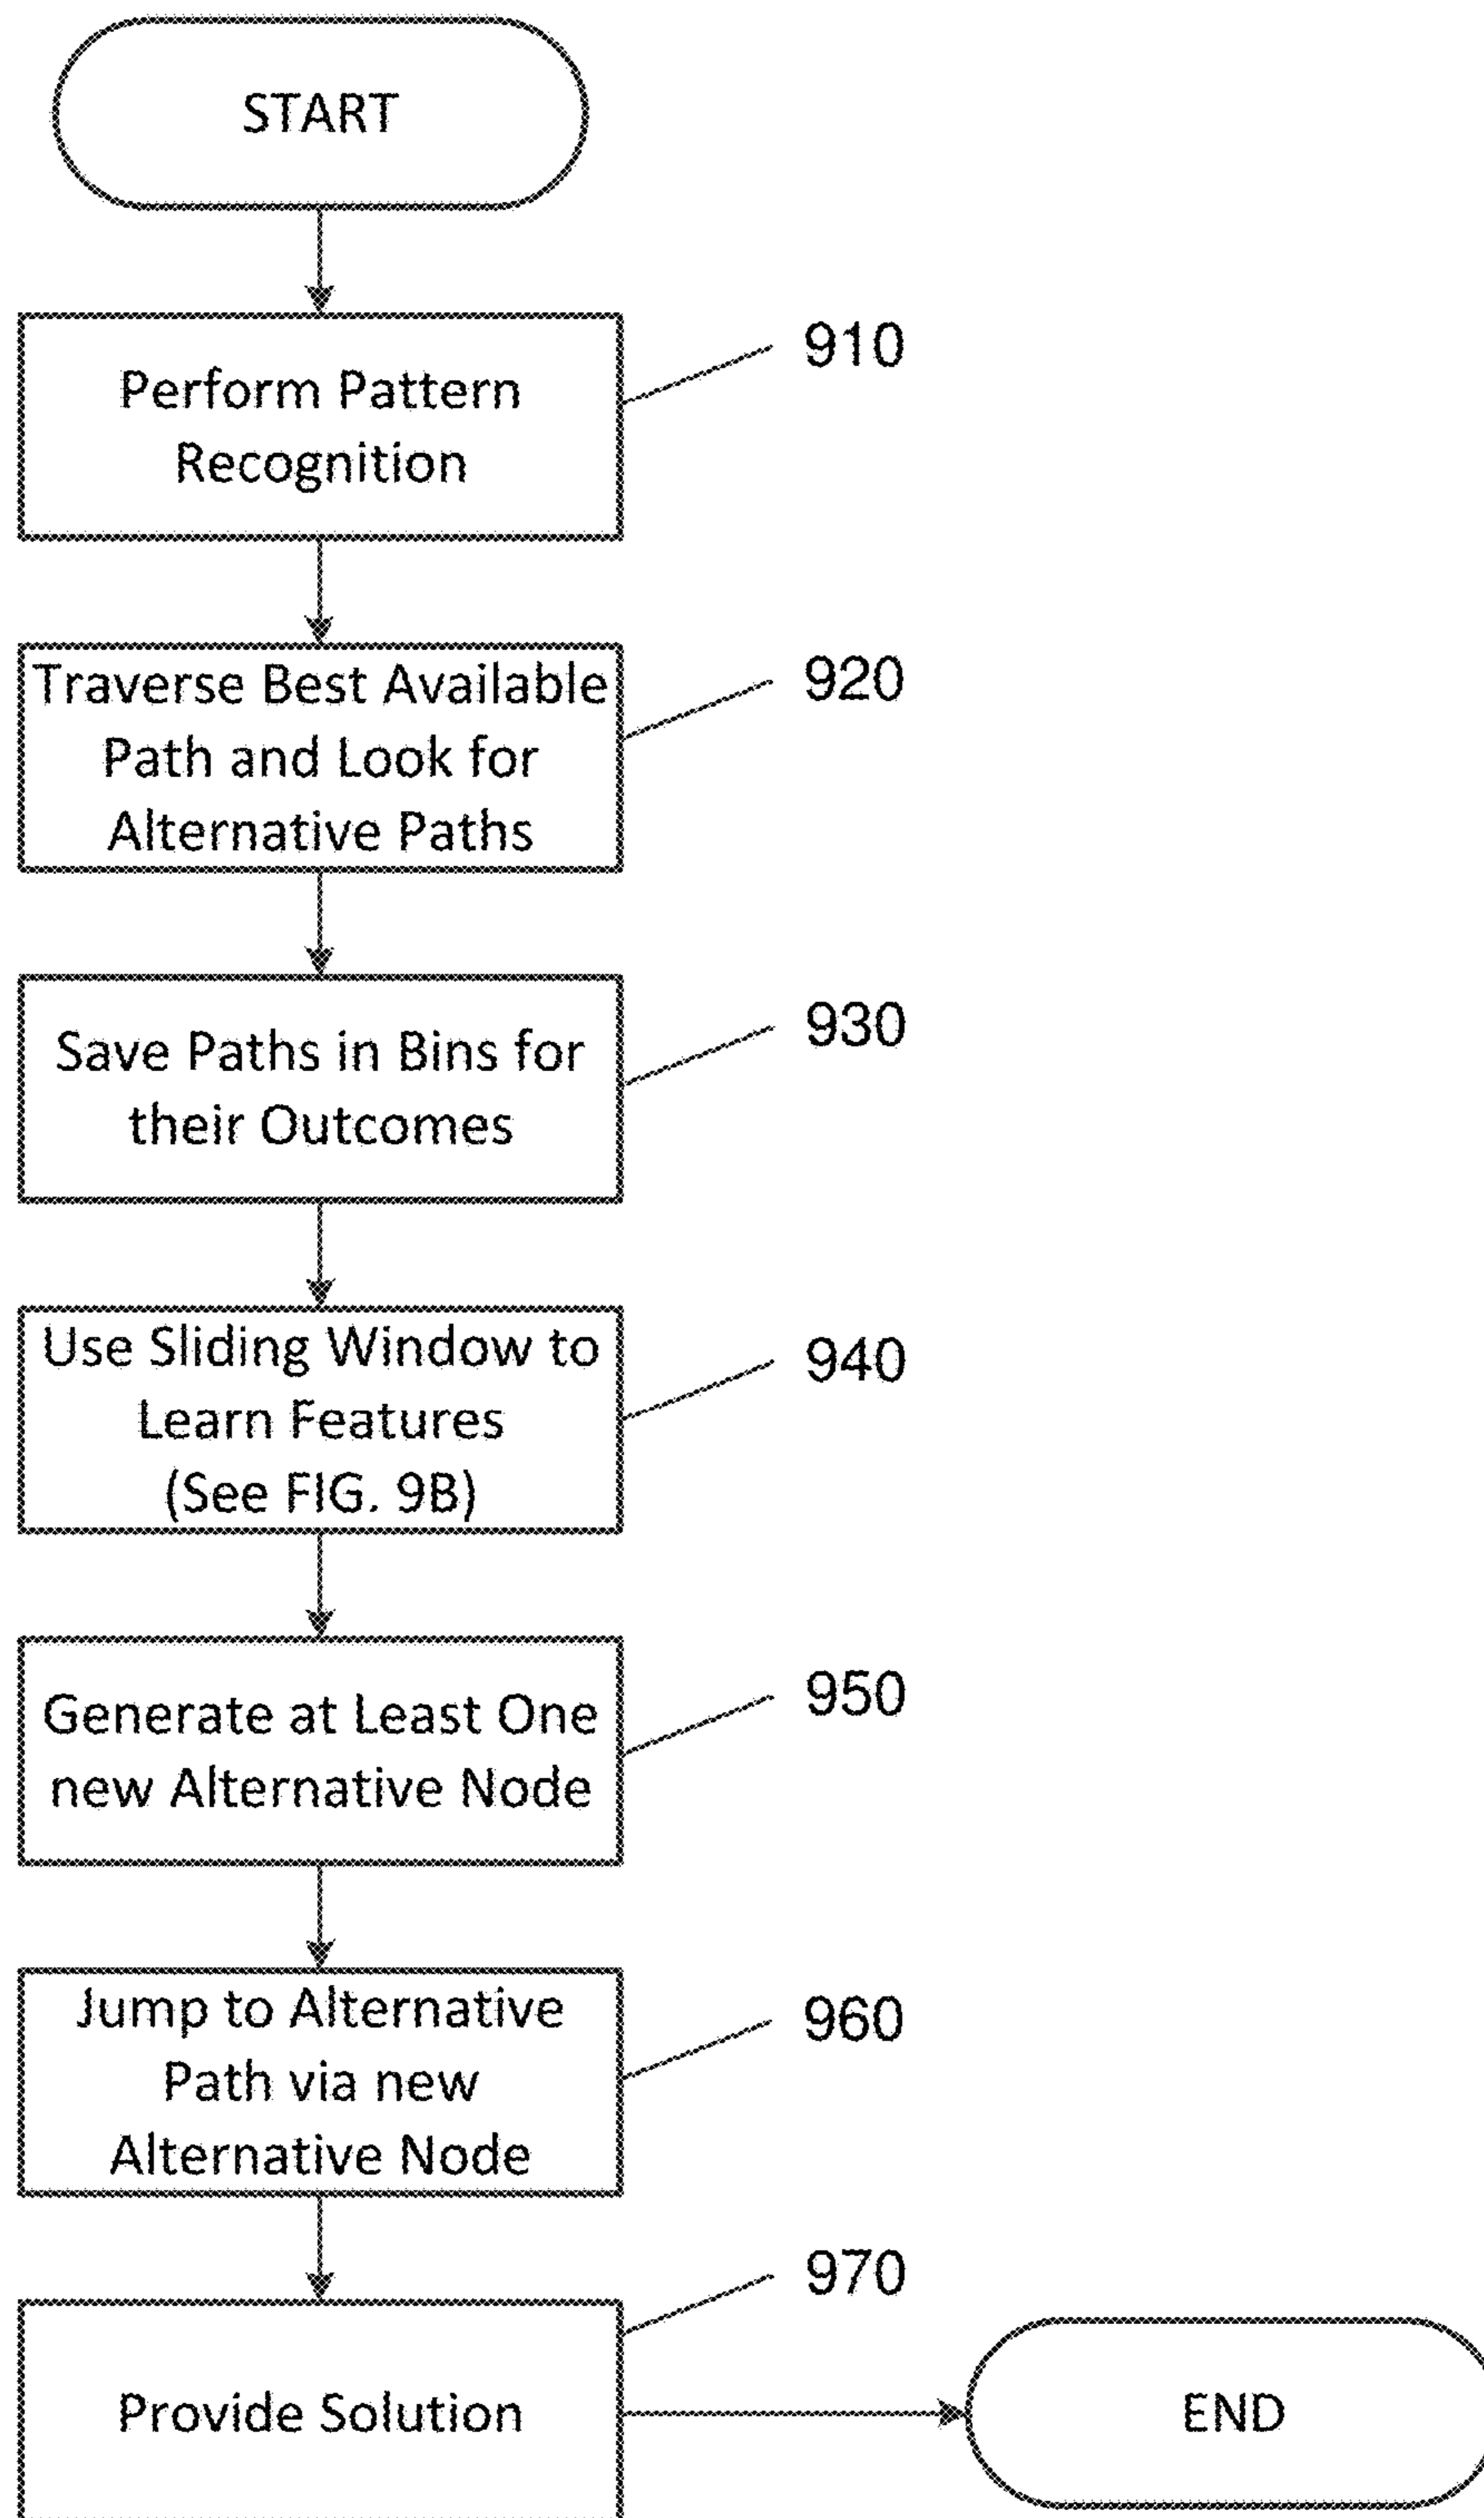 START
Perform Pattern
Recognition
910
Traverse Best Available
Path and Look for
Alternative Paths
920
Save Paths in Bins for
their Outcomes
930
Use Sliding Window to
Learn Features
(See FIG. 9B)
940
Generate at Least One
new Alternative Node
950
Jump to Alternative
Path via new
Alternative Node
960
Provide Solution
970
END